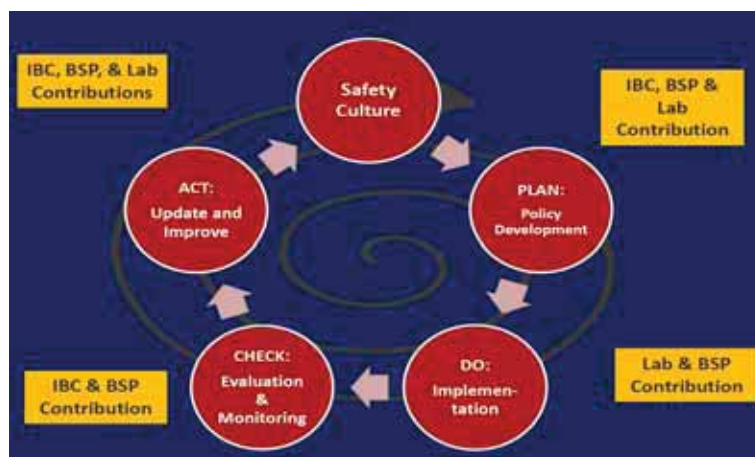 IBC, BSP, & Lab
Contributions
Safety
Culture
IBC, BSP &
Lab
Contribution
ACT:
Update and
Improve
PLAN:
Policy
Development
CHECK:
Evaluation
&
Monitoring
DO:
Implemen-
tation
IBC & BSP
Contribution
Lab & BSP
Contribution